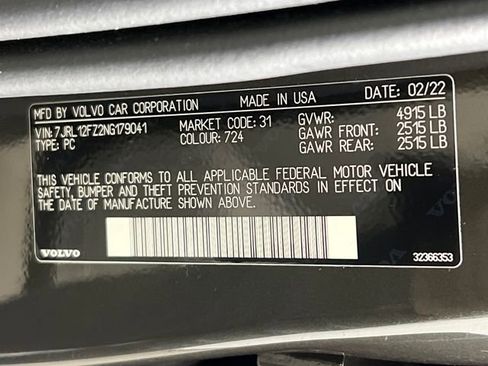 MFD BY VOLVO CAR CORPORATION MADE IN USA DATE: 02/22
VIN: 7JRL12FZ2NG179041 MARKET CODE: 31 GVWR: 4915 LB
TYPE: PC COLOUR: 724 GAWR FRONT: 2515 LB
GAWR REAR: 2515 LB
THIS VEHICLE CONFORMS TO ALL APPLICABLE FEDERAL MOTOR VEHICLE
SAFETY, BUMPER AND THEFT PREVENTION STANDARDS IN EFFECT ON
THE DATE OF MANUFACTURE SHOWN ABOVE.
VOLVO 32366353